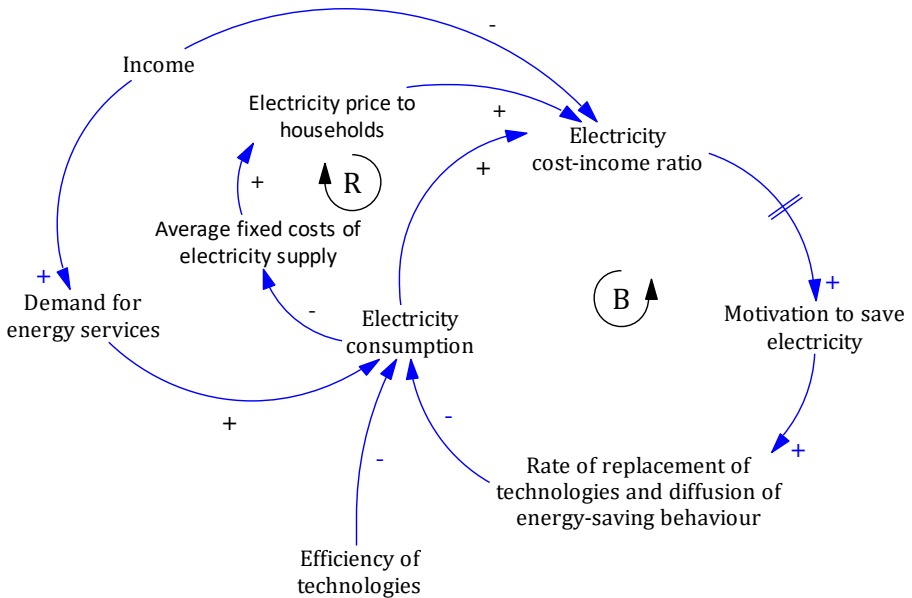 -
Income
Electricity price to
households
+
Electricity
cost-income ratio
+
+
R
Average fixed costs of
electricity supply
+
Demand for
energy services
-
Electricity
consumption
B
+
Motivation to save
electricity
+
-
+
-
Rate of replacement of
technologies and diffusion of
energy-saving behaviour
Efficiency of
technologies